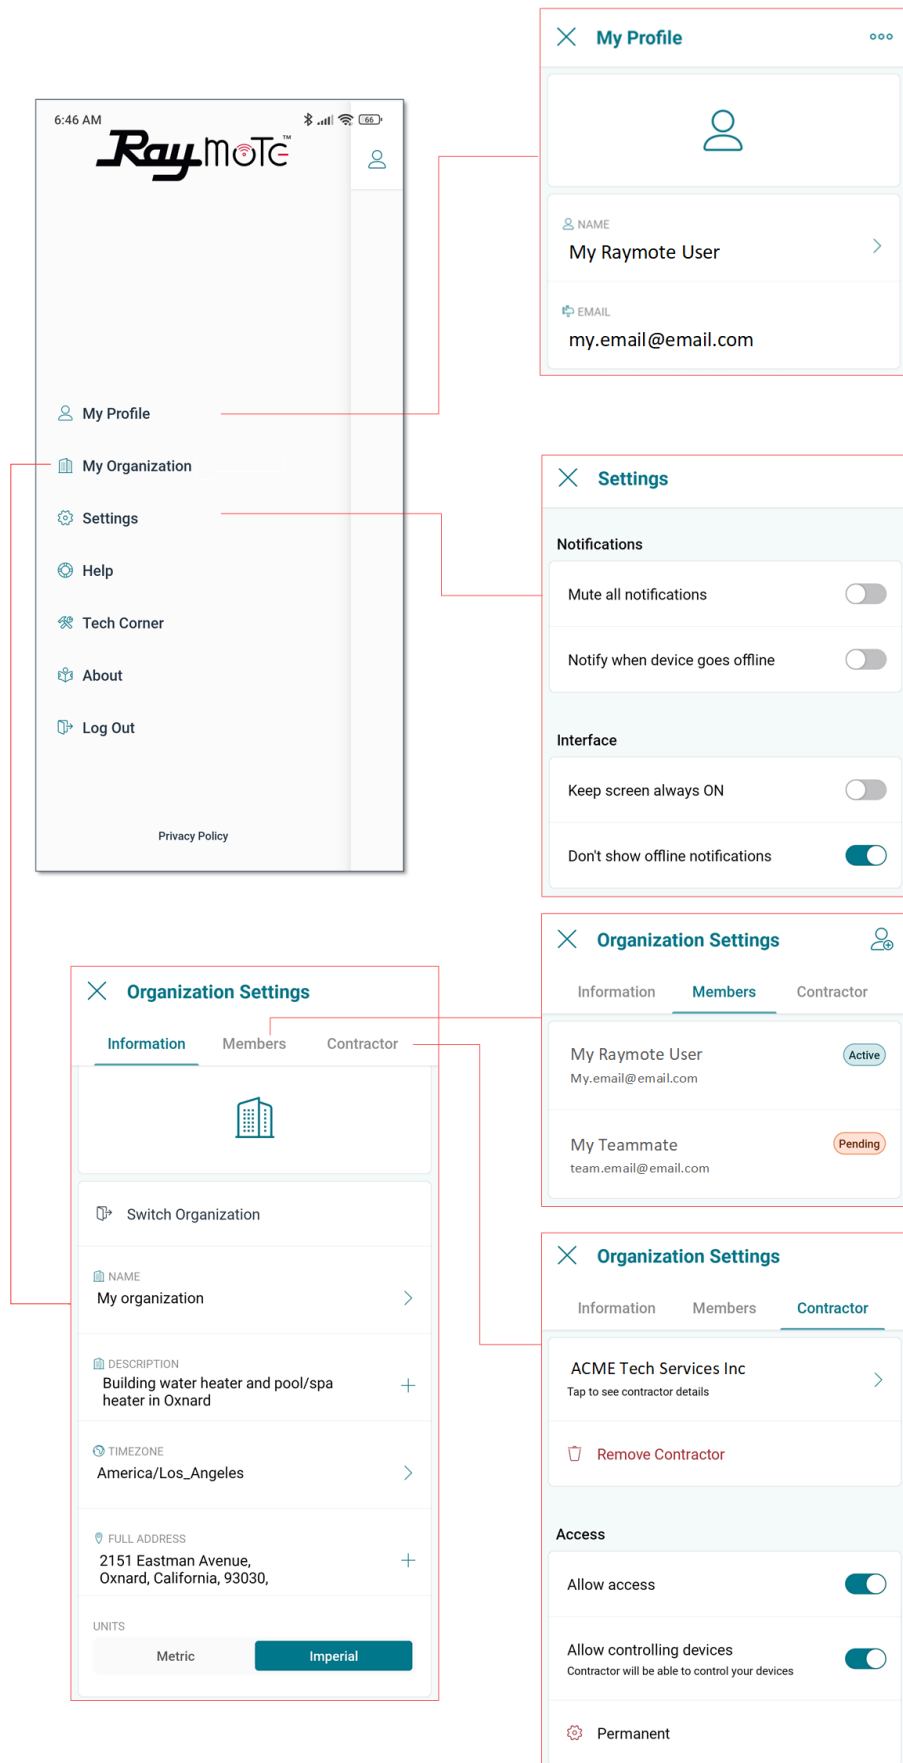 My Profile
6:46 AM
66
Raymote™
NAME
My Raymote User
EMAIL
my.email@email.com
My Profile
My Organization
Settings
Help
Tech Corner
About
Log Out
Privacy Policy
Settings
Notifications
Mute all notifications
Notify when device goes offline
Interface
Keep screen always ON
Don't show offline notifications
Organization Settings
Information Members Contractor
My Raymote User
Active
My.email@email.com
My Teammate
Pending
team.email@email.com
Organization Settings
Information Members Contractor
Switch Organization
NAME
My organization
DESCRIPTION
Building water heater and pool/spa
heater in Oxnard
TIMEZONE
America/Los_Angeles
FULL ADDRESS
2151 Eastman Avenue,
Oxnard, California, 93030,
UNITS
Metric Imperial
Organization Settings
Information Members Contractor
ACME Tech Services Inc
Tap to see contractor details
Remove Contractor
Access
Allow access
Allow controlling devices
Contractor will be able to control your devices
Permanent